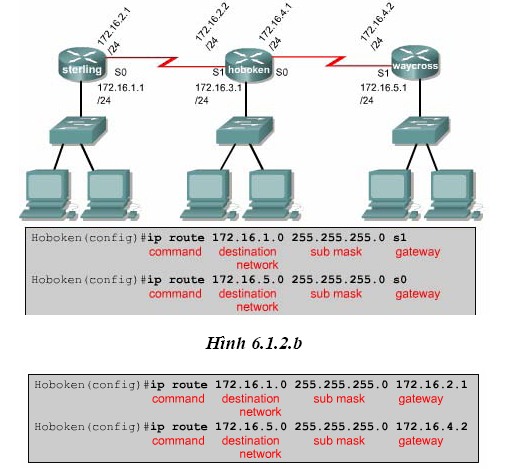 172.16.2.1
/24
172.16.2.2
/24
172.16.4.1
/24
172.16.4.2
/24
sterling
S0
S1
hoboken
S0
S1
waycross
172.16.1.1
/24
172.16.3.1
/24
172.16.5.1
/24
Hoboken(config)#ip route 172.16.1.0 255.255.255.0 s1
command destination sub mask gateway
network
Hoboken(config)#ip route 172.16.5.0 255.255.255.0 s0
command destination sub mask gateway
network
Hình 6.1.2.b
Hoboken(config)#ip route 172.16.1.0 255.255.255.0 172.16.2.1
command destination sub mask gateway
network
Hoboken(config)#ip route 172.16.5.0 255.255.255.0 172.16.4.2
command destination sub mask gateway
network